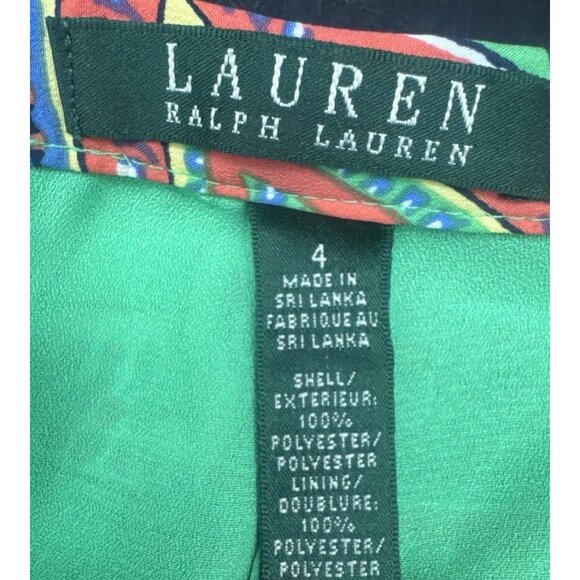 LAUREN
RALPH LAUREN
4
MADE IN
SRI LANKA
FABRIQUE AU
SRI LANKA
SHELL/
EXTERIEUR:
100%
POLYESTER/
POLYESTER
LINING/
DOUBLURE:
100%
POLYESTER/
POLYESTER